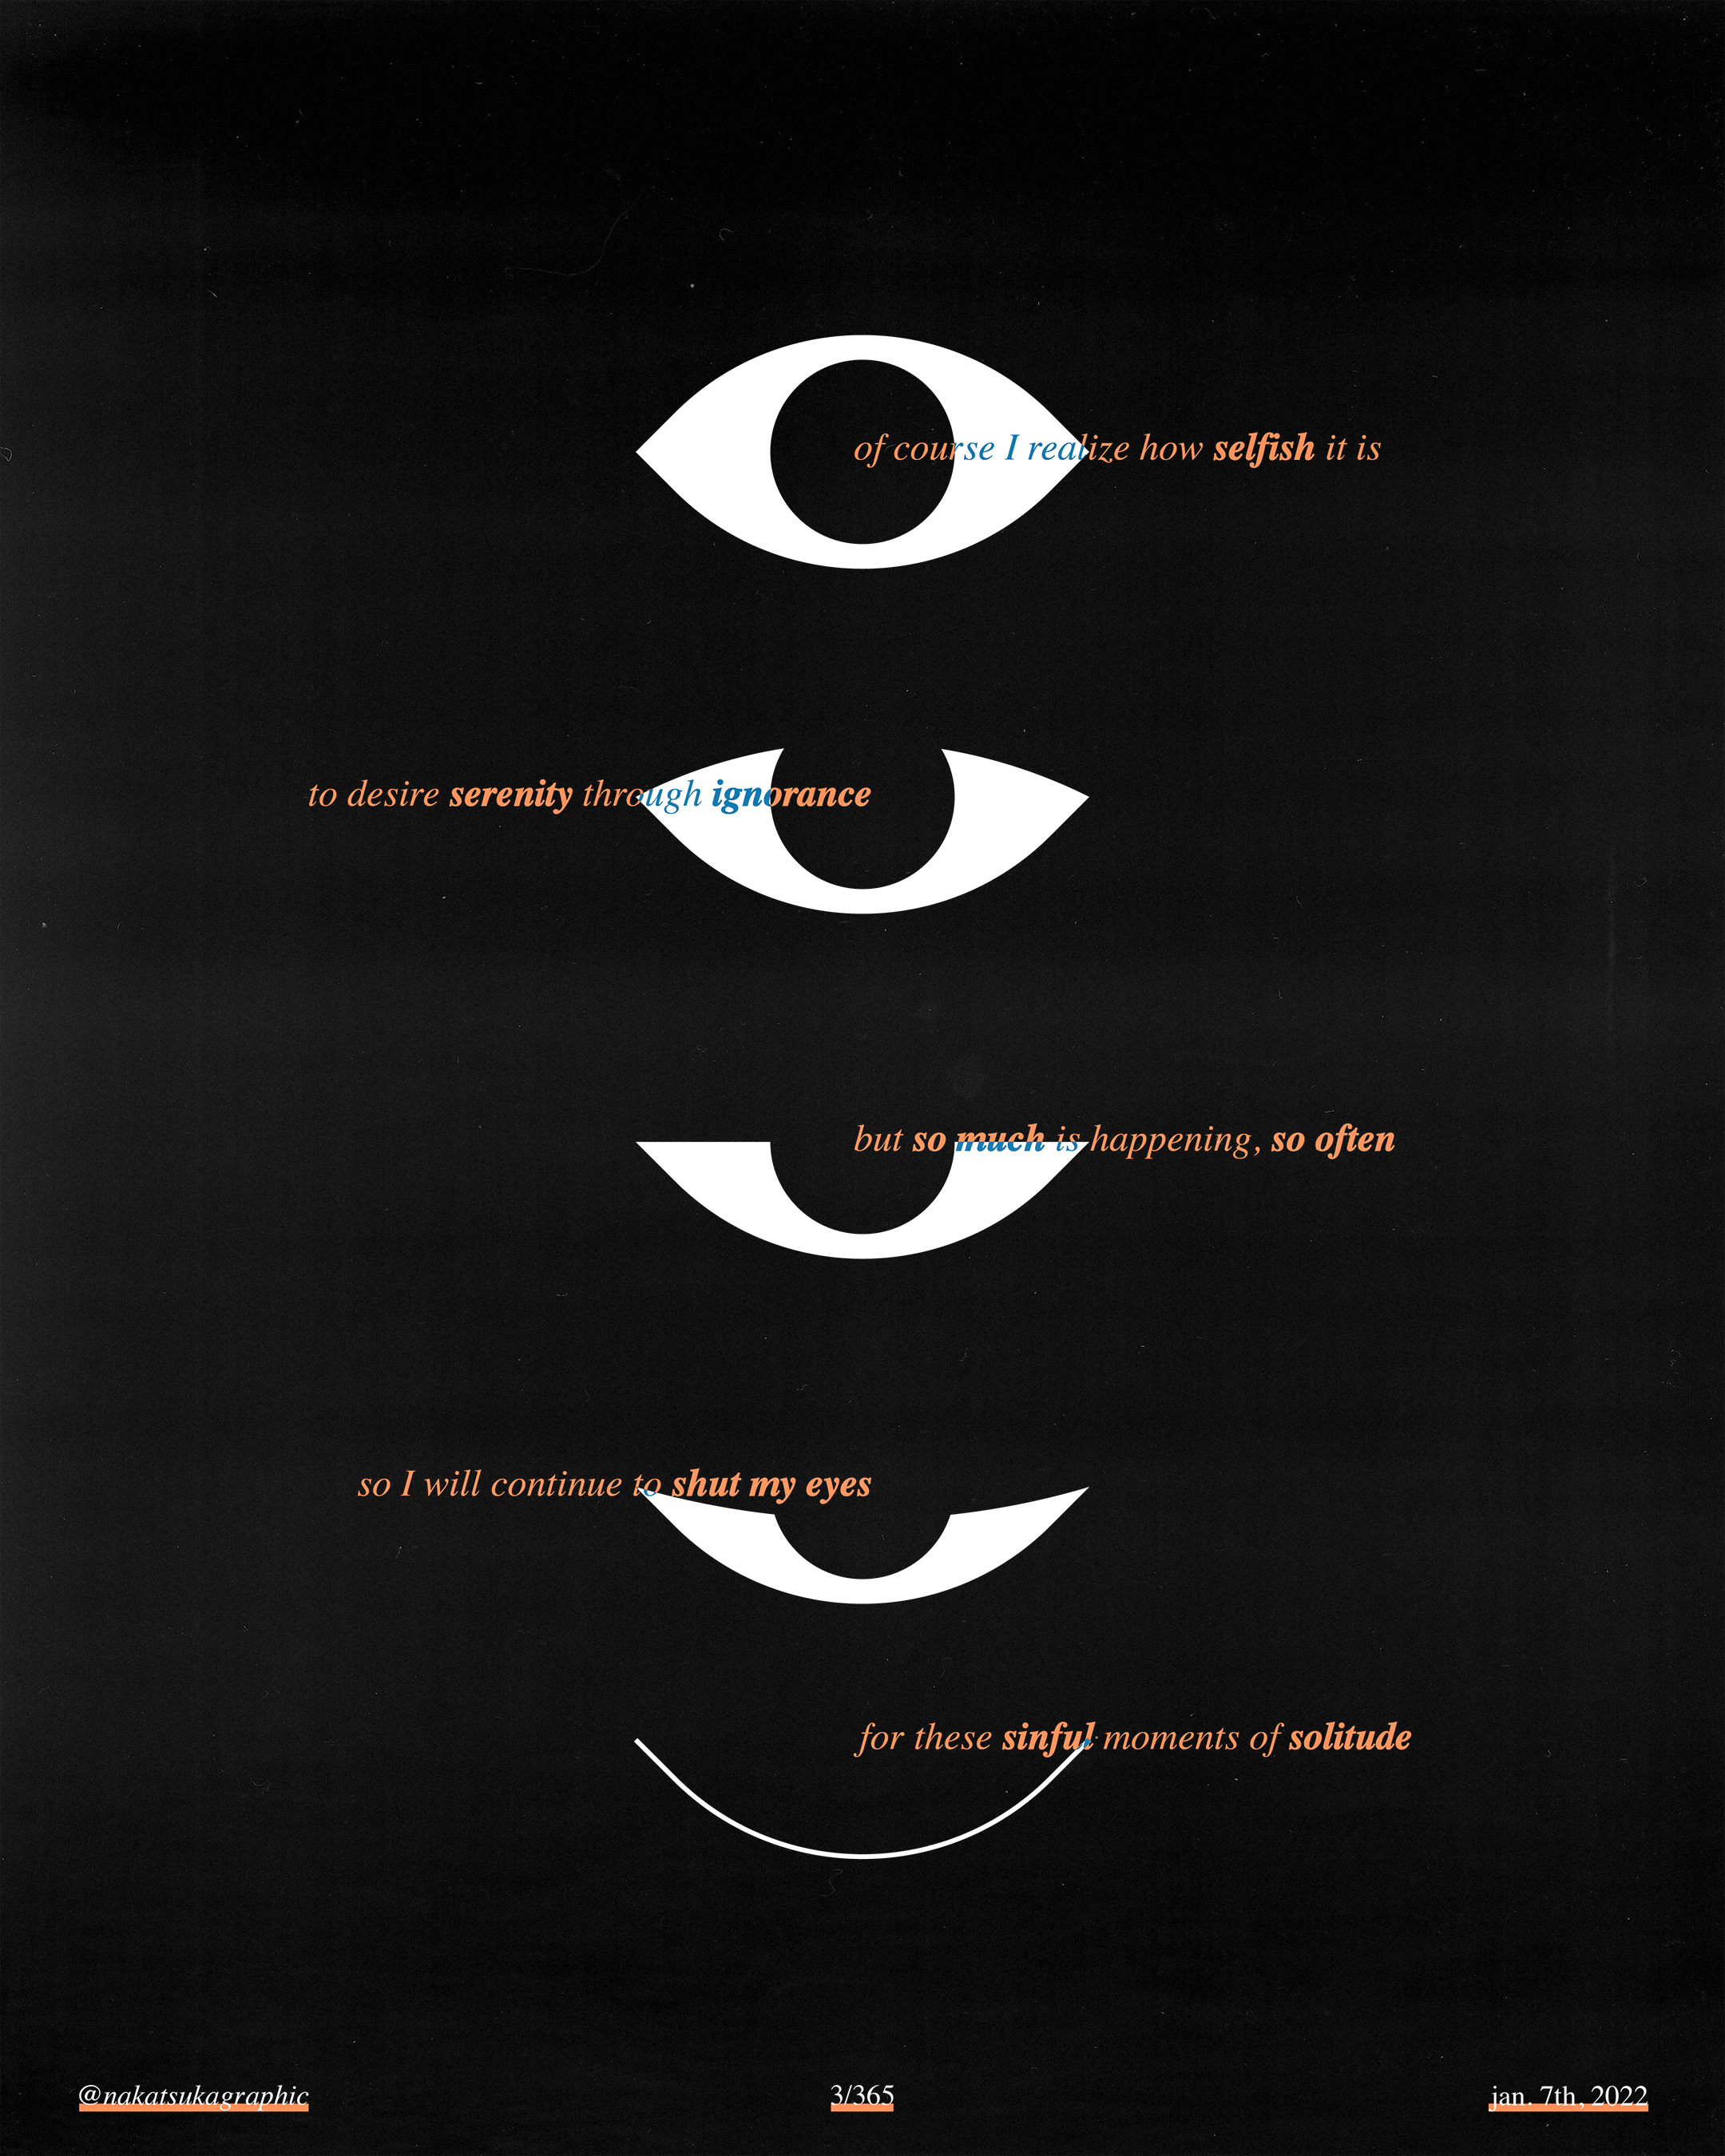 of course I realize how selfish it is
to desire serenity through ignorance
but so much is happening, so often
so I will continue to shut my eyes
for these sinful moments of solitude
@nakatsukagraphic
3/365
jan. 7th, 2022